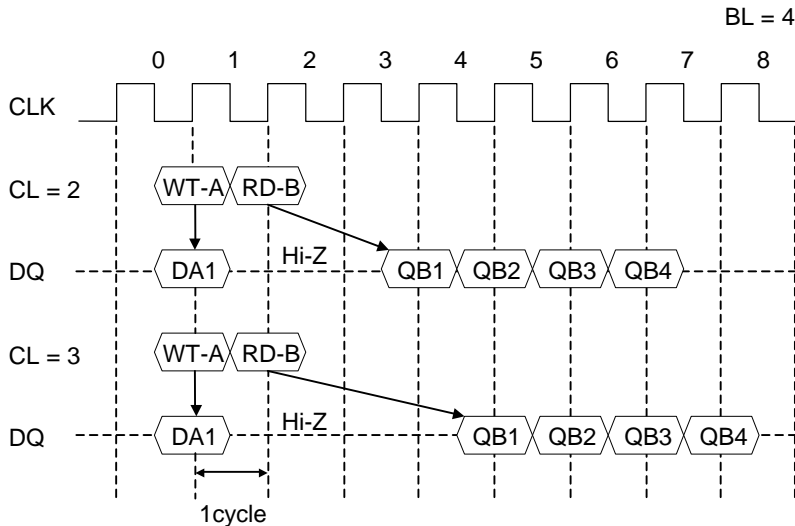 BL = 4
0 1 2 3 4 5 6 7 8
CLK
CL = 2 WT-A RD-B
DQ DA1 Hi-Z QB1 QB2 QB3 QB4
CL = 3 WT-A RD-B
DQ DA1 Hi-Z QB1 QB2 QB3 QB4
1cycle